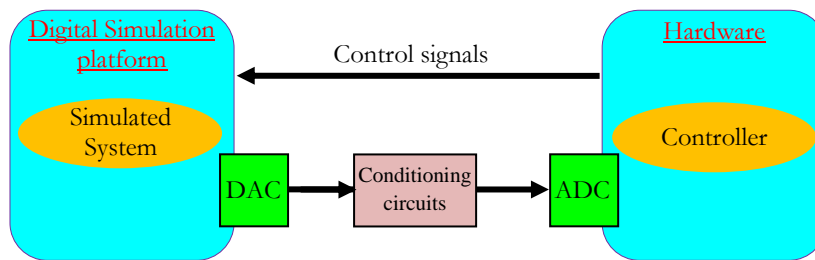 Digital Simulation
platform
Simulated
System
DAC
Control signals
Conditioning
circuits
Hardware
Controller
ADC